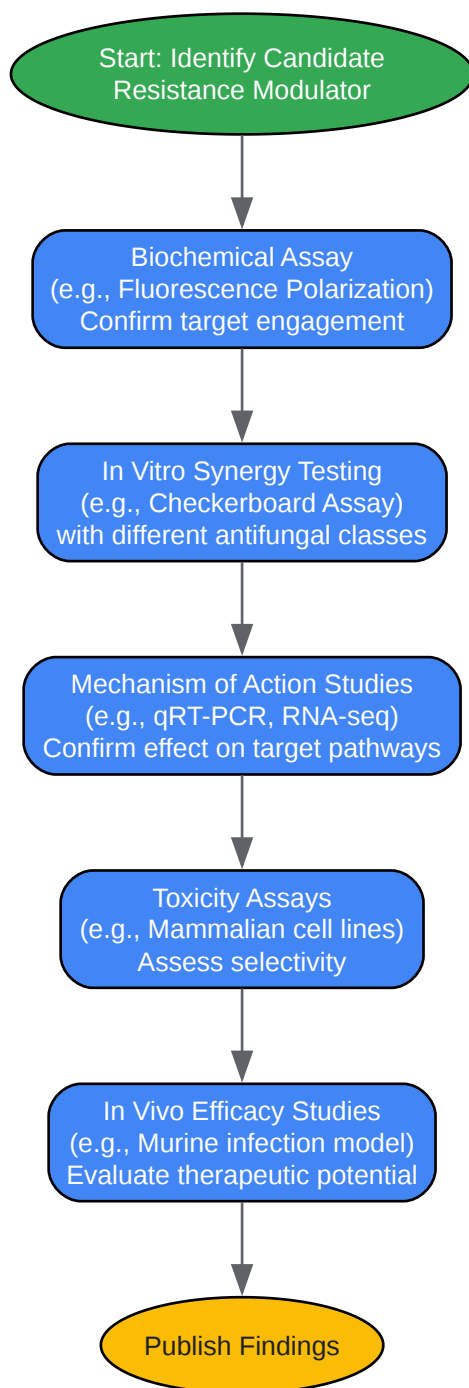 Start: Identify Candidate
Resistance Modulator
Biochemical Assay
(e.g., Fluorescence Polarization)
Confirm target engagement
In Vitro Synergy Testing
(e.g., Checkerboard Assay)
with different antifungal classes
Mechanism of Action Studies
(e.g., qRT-PCR, RNA-seq)
Confirm effect on target pathways
Toxicity Assays
(e.g., Mammalian cell lines)
Assess selectivity
In Vivo Efficacy Studies
(e.g., Murine infection model)
Evaluate therapeutic potential
Publish Findings